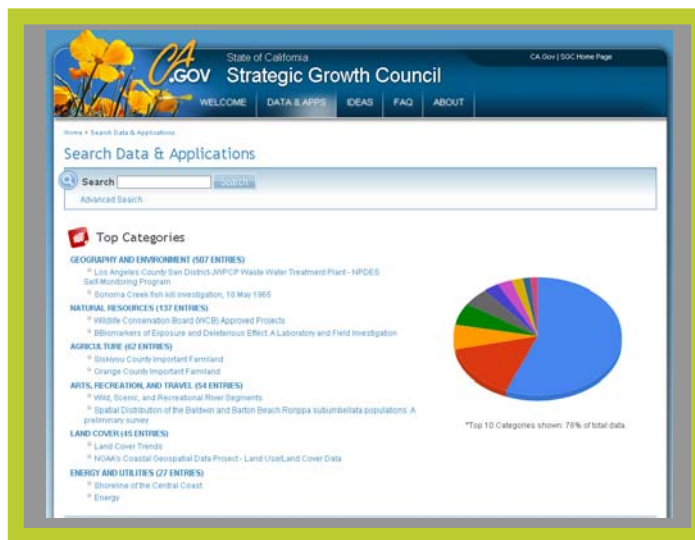 CA
.GOV
State of California
Strategic Growth Council
CA.Gov | SGC Home Page
WELCOME DATA & APPS IDEAS FAQ ABOUT
Home > Search Data & Applications
Search Data & Applications
Search Search
Advanced Search
Top Categories
GEOGRAPHY AND ENVIRONMENT (507 ENTRIES)
Los Angeles County San District-JWPCP Waste Water Treatment Plant - NPDES
Self-Monitoring Program
Sonoma Creek fish kill investigation, 18 May 1965
NATURAL RESOURCES (137 ENTRIES)
Wildlife Conservation Board (WCB) Approved Projects
BBiomarkers of Exposure and Deleterious Effect: A Laboratory and Field Investigation
AGRICULTURE (62 ENTRIES)
Siskiyou County Important Farmland
Orange County Important Farmland
ARTS, RECREATION, AND TRAVEL (54 ENTRIES)
Wild, Scenic, and Recreational River Segments
Spatial Distribution of the Baldwin and Barton Beach Rorippa subumbellata populations: A
preliminary survey
LAND COVER (45 ENTRIES)
Land Cover Trends
NOAA's Coastal Geospatial Data Project - Land Use/Land Cover Data
ENERGY AND UTILITIES (27 ENTRIES)
Shoreline of the Central Coast
Energy
*Top 10 Categories shown: 78% of total data.